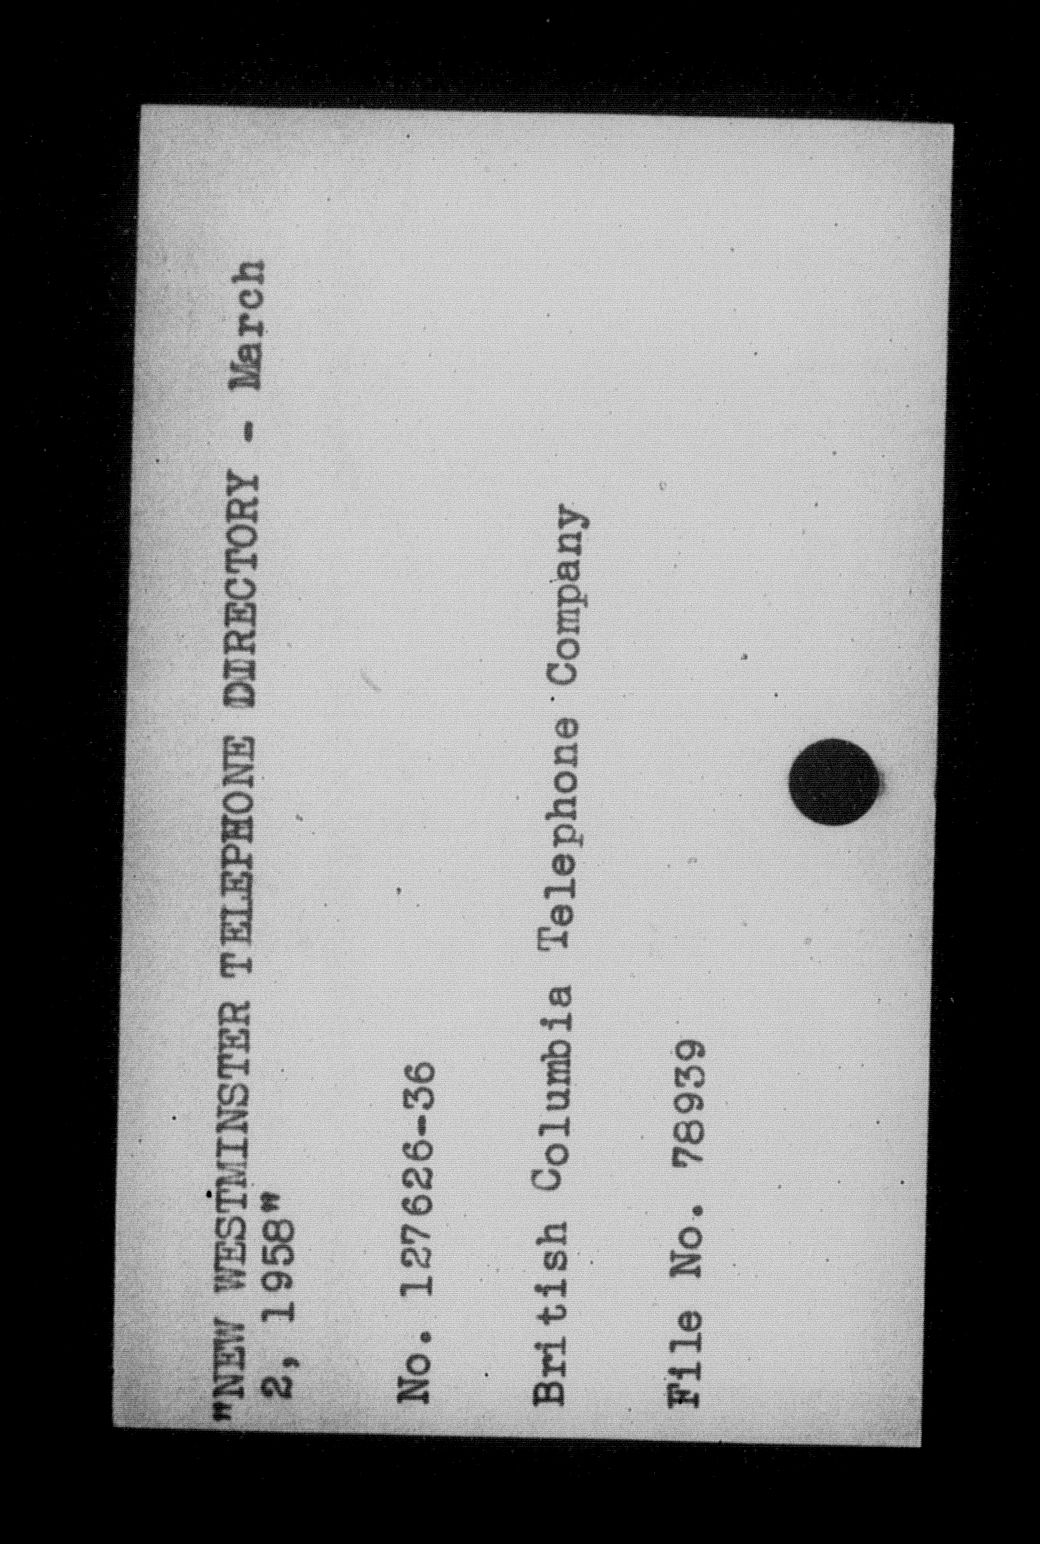 "NEW WESTMINSTER TELEPHONE DIRECTORY - March
2, 1958"
No. 127626-36
British Columbia Telephone Company
File No. 78939